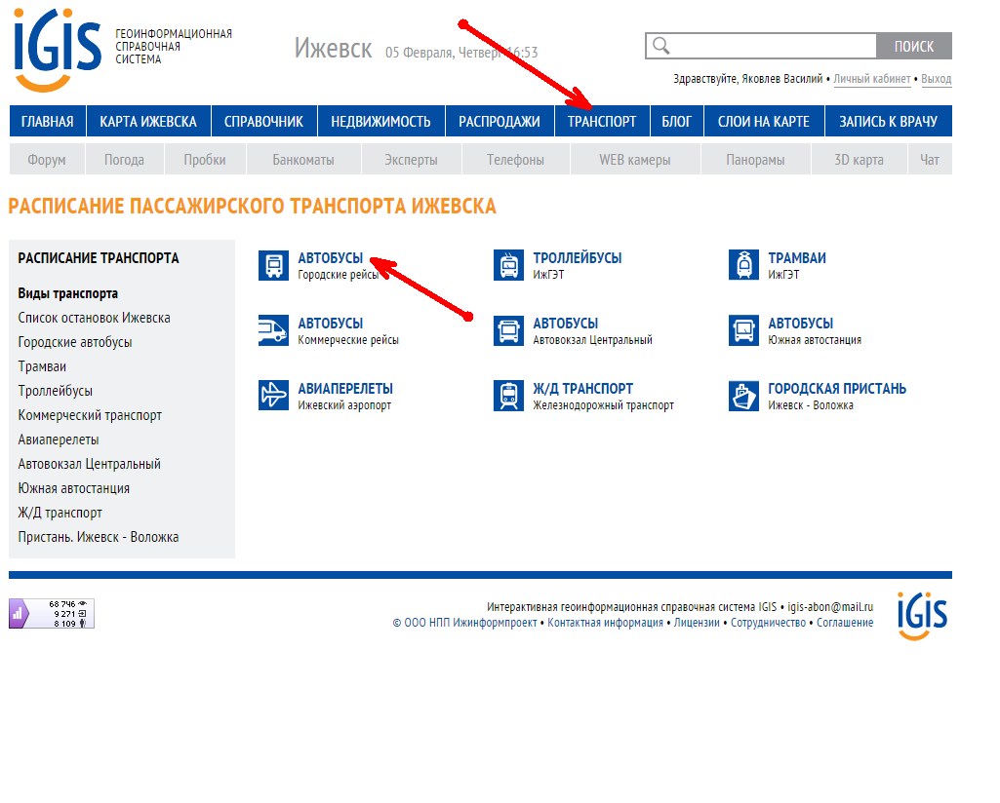 iGiS
ГЕОИНФОРМАЦИОННАЯ
СПРАВОЧНАЯ
СИСТЕМА
Ижевск 05 Февраля, Четверг 16:53
ПОИСК
Здравствуйте, Яковлев Василий • Личный кабинет • Выход
ГЛАВНАЯ КАРТА ИЖЕВСКА СПРАВОЧНИК НЕДВИЖИМОСТЬ РАСПРОДАЖИ ТРАНСПОРТ БЛОГ СЛОИ НА КАРТЕ ЗАПИСЬ К ВРАЧУ
Форум Погода Пробки Банкоматы Эксперты Телефоны WEB камеры Панорамы 3D карта Чат
РАСПИСАНИЕ ПАССАЖИРСКОГО ТРАНСПОРТА ИЖЕВСКА
РАСПИСАНИЕ ТРАНСПОРТА
Виды транспорта
Список остановок Ижевска
Городские автобусы
Трамваи
Троллейбусы
Коммерческий транспорт
Авиаперелеты
Автовокзал Центральный
Южная автостанция
Ж/Д транспорт
Пристань. Ижевск - Воложка
АВТОБУСЫ
Городские рейсы
ТРОЛЛЕЙБУСЫ
ИжГЭТ
ТРАМВАИ
ИжГЭТ
АВТОБУСЫ
Коммерческие рейсы
АВТОБУСЫ
Автовокзал Центральный
АВТОБУСЫ
Южная автостанция
АВИАПЕРЕЛЕТЫ
Ижевский аэропорт
Ж/Д ТРАНСПОРТ
Железнодорожный транспорт
ГОРОДСКАЯ ПРИСТАНЬ
Ижевск - Воложка
68 746
9 271
8 109
Интерактивная геоинформационная справочная система IGIS • igis-abon@mail.ru
© ООО НПП Ижинформпроект • Контактная информация • Лицензии • Сотрудничество • Соглашение
iGiS